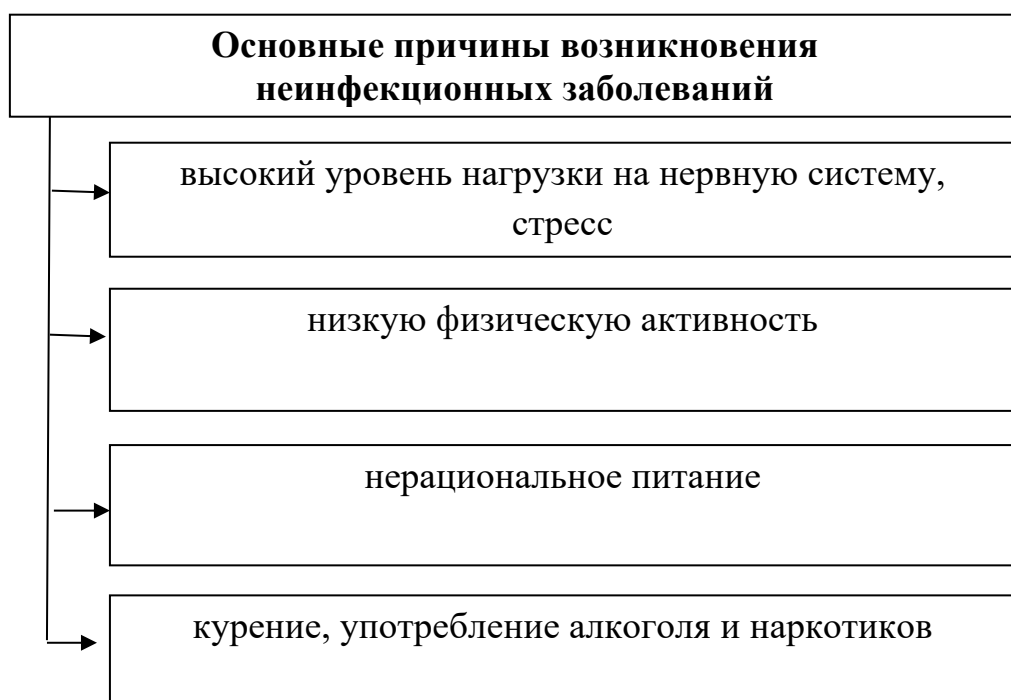 Основные причины возникновения
неинфекционных заболеваний
высокий уровень нагрузки на нервную систему,
стресс
низкую физическую активность
нерациональное питание
курение, употребление алкоголя и наркотиков